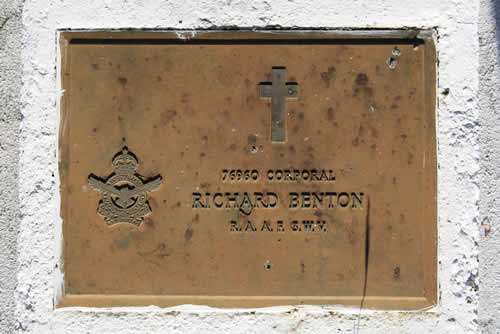 76960 CORPORAL
RICHARD BENTON
R.A.A.F. S.W.V.